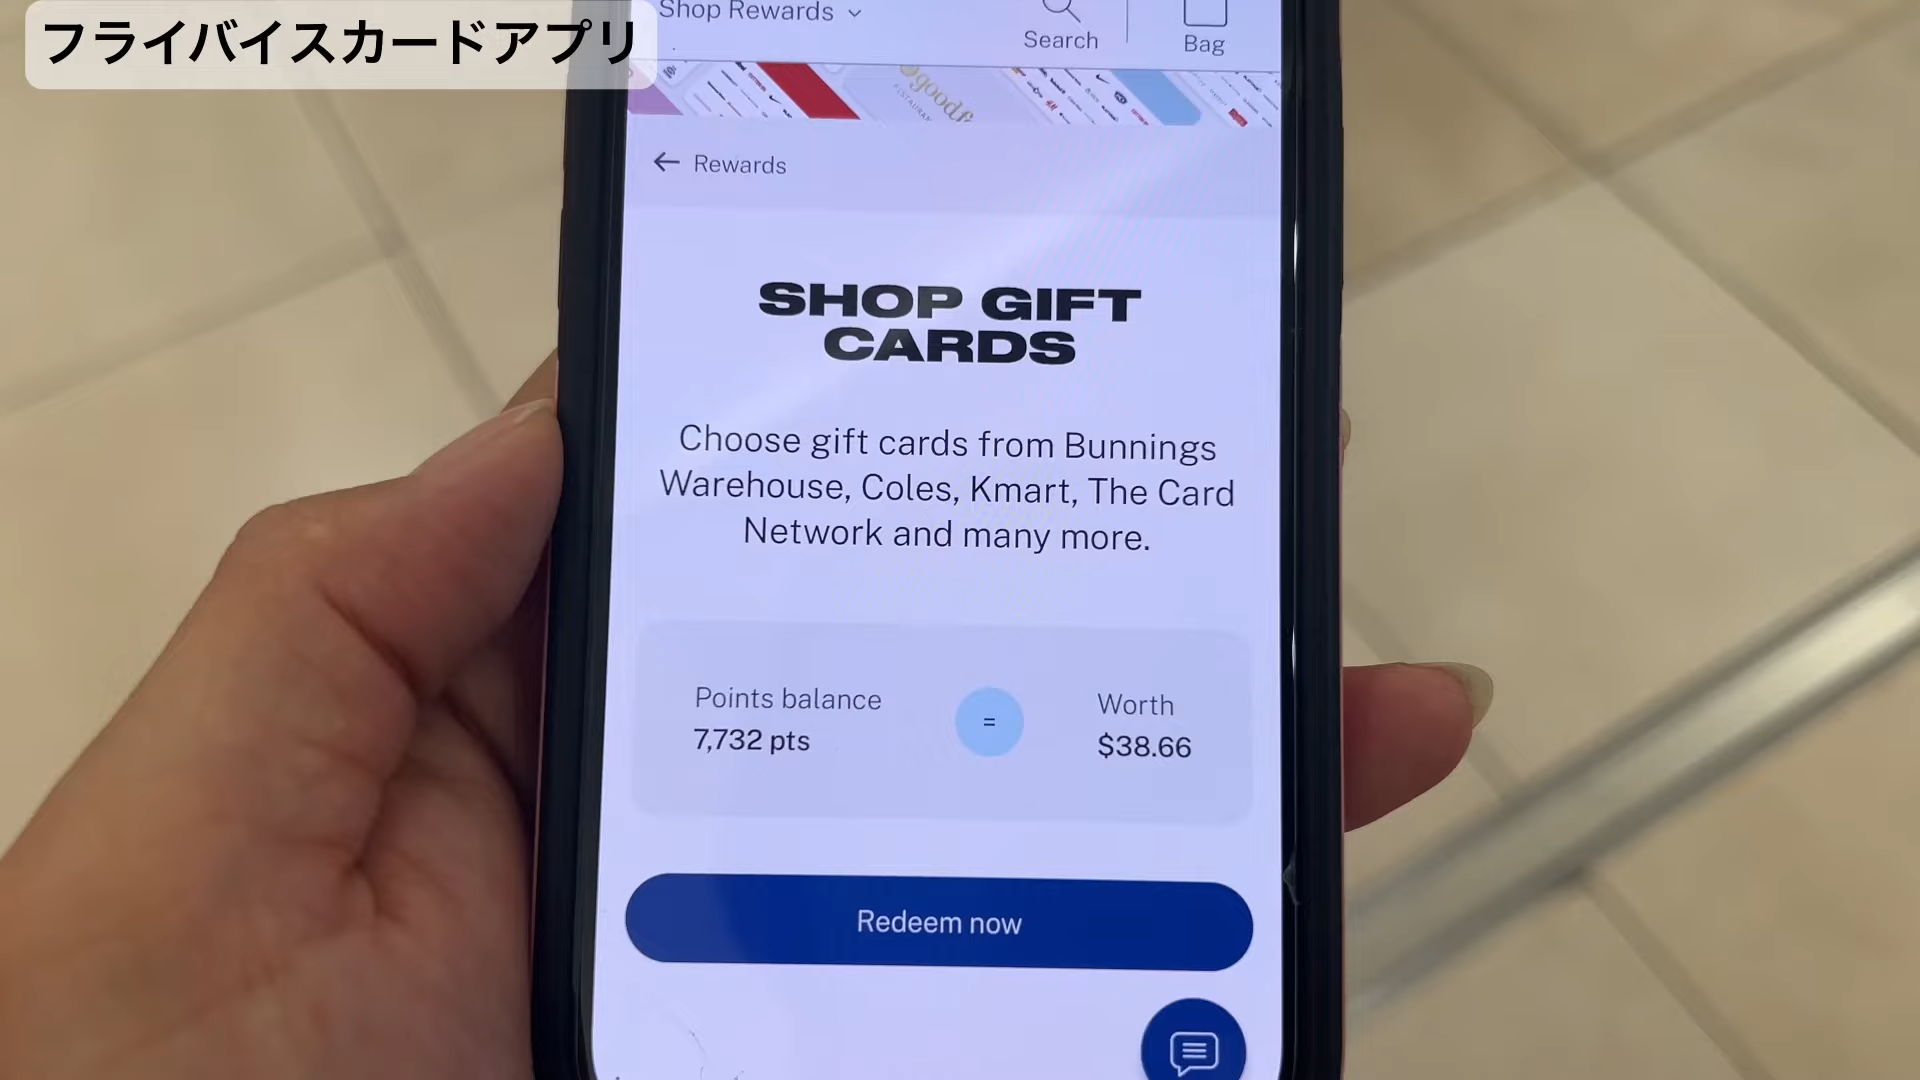 フライバイスカードアプリ
Shop Rewards
Search
Bag
goodf
← Rewards
SHOP GIFT
CARDS
Choose gift cards from Bunnings
Warehouse, Coles, Kmart, The Card
Network and many more.
Points balance
7,732 pts
=
Worth
$38.66
Redeem now